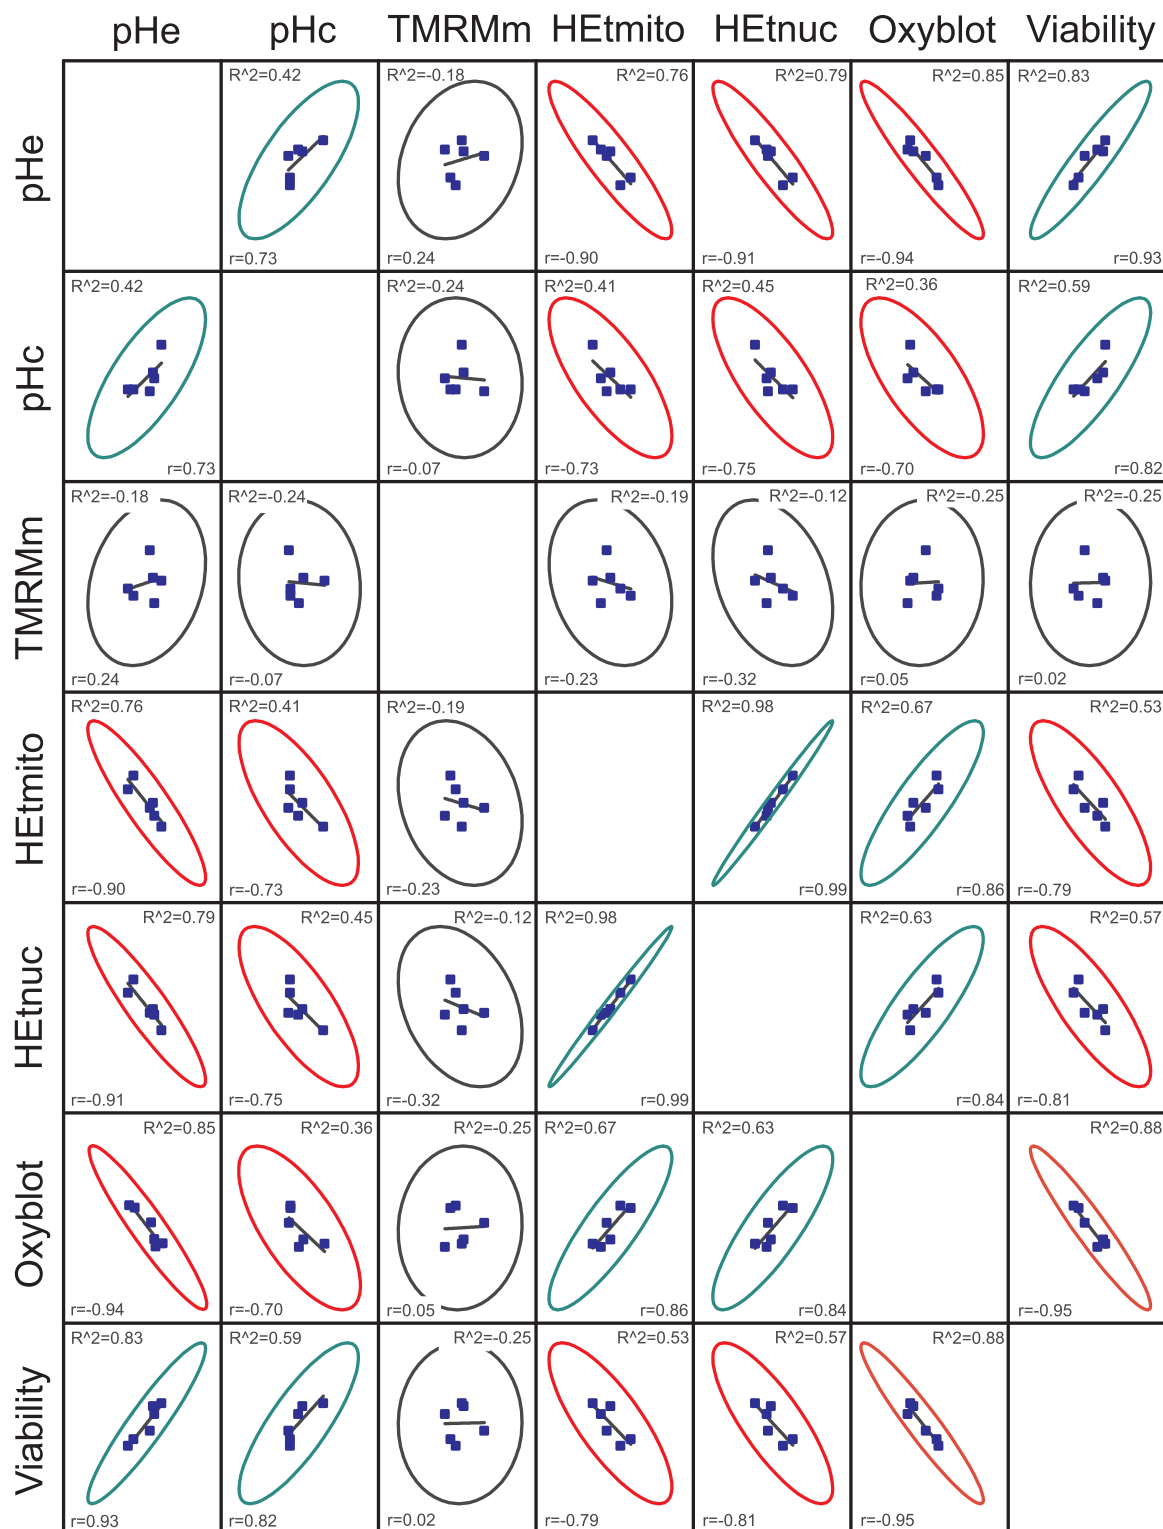 pHe pHc TMRMm HEtmito HEtnuc Oxyblot Viability
pHe
R^2=0.42 R^2=-0.18 R^2=0.76 R^2=0.79 R^2=0.85 R^2=0.83
r=0.73 r=0.24 r=-0.90 r=-0.91 r=-0.94 r=0.93
pHc
R^2=0.42 R^2=-0.24 R^2=0.41 R^2=0.45 R^2=0.36 R^2=0.59
r=0.73 r=-0.07 r=-0.73 r=-0.75 r=-0.70 r=0.82
TMRMm
R^2=-0.18 R^2=-0.24 R^2=-0.19 R^2=-0.12 R^2=-0.25 R^2=-0.25
r=0.24 r=-0.07 r=-0.23 r=-0.32 r=0.05 r=0.02
HEtmito
R^2=0.76 R^2=0.41 R^2=-0.19 R^2=0.98 R^2=0.67 R^2=0.53
r=-0.90 r=-0.73 r=-0.23 r=0.99 r=0.86 r=-0.79
HEtnuc
R^2=0.79 R^2=0.45 R^2=-0.12 R^2=0.98 R^2=0.63 R^2=0.57
r=-0.91 r=-0.75 r=-0.32 r=0.99 r=0.84 r=-0.81
Oxyblot
R^2=0.85 R^2=0.36 R^2=-0.25 R^2=0.67 R^2=0.63 R^2=0.88
r=-0.94 r=-0.70 r=0.05 r=0.86 r=0.84 r=-0.95
Viability
R^2=0.83 R^2=0.59 R^2=-0.25 R^2=0.53 R^2=0.57 R^2=0.88
r=0.93 r=0.82 r=0.02 r=-0.79 r=-0.81 r=-0.95